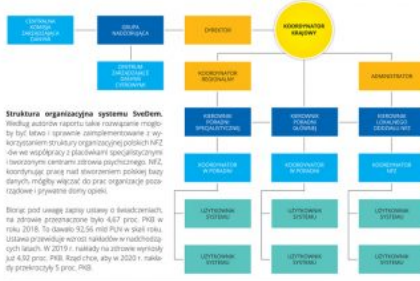 CENTRALNA
KOMISJA
ZARZĄDZAJĄCA
DANYMI
GRUPA
NADZORUJĄCA
DYREKTOR
KOORDYNATOR
KRAJOWY
CENTRUM
ZARZĄDZAJĄCE
DANYMI
KOORDYNATOR
REGIONALNY
ADMINISTRATOR
Struktura organizacyjna systemu SveDem.
Według autorów raportu takie rozwiązanie mogło-
by być łatwo i sprawnie zaimplementowane z wy-
korzystaniem struktury organizacyjnej polskich NFZ
-ów we współpracy z placówkami specjalistycznymi
i tworzonymi centrami zdrowia psychicznego. NFZ,
koordynując pracę nad stworzeniem polskiej bazy
danych, mógłby włączyć do prac organizacje poza-
rządowe i prywatne domy opieki.
Biorąc pod uwagę zapisy ustawy o świadczeniach,
na zdrowie przeznaczone było 4,67 proc. PKB w
roku 2018. To dawało 92,56 mld PLN w skali roku.
Ustawa przewiduje wzrost nakładów w nadchodzą-
cych latach. W 2019 r. nakłady na zdrowie wyniosły
już 4,92 proc. PKB. Rząd chce, aby w 2020 r. nakła-
dy przekroczyły 5 proc. PKB.
KIEROWNIK
PORADNI
SPECJALISTYCZNEJ
KIEROWNIK
PORADNI
GŁÓWNEJ
KIEROWNIK
LOKALNEGO
ODDZIAŁU NFZ
KOORDYNATOR
W PORADNI
KOORDYNATOR
W PORADNI
KOORDYNATOR
NFZ
UŻYTKOWNIK
SYSTEMU
UŻYTKOWNIK
SYSTEMU
UŻYTKOWNIK
SYSTEMU
UŻYTKOWNIK
SYSTEMU
UŻYTKOWNIK
SYSTEMU
UŻYTKOWNIK
SYSTEMU